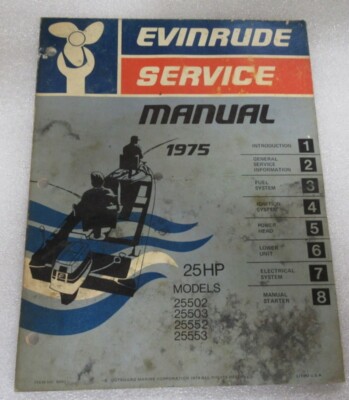 EVINRUDE
SERVICE
MANUAL
1975
INTRODUCTION 1
GENERAL
SERVICE
INFORMATION 2
FUEL
SYSTEM 3
IGNITION
SYSTEM 4
POWER
HEAD 5
LOWER
UNIT 6
ELECTRICAL
SYSTEM 7
MANUAL
STARTER 8
25HP
MODELS
25502
25503
25552
25553